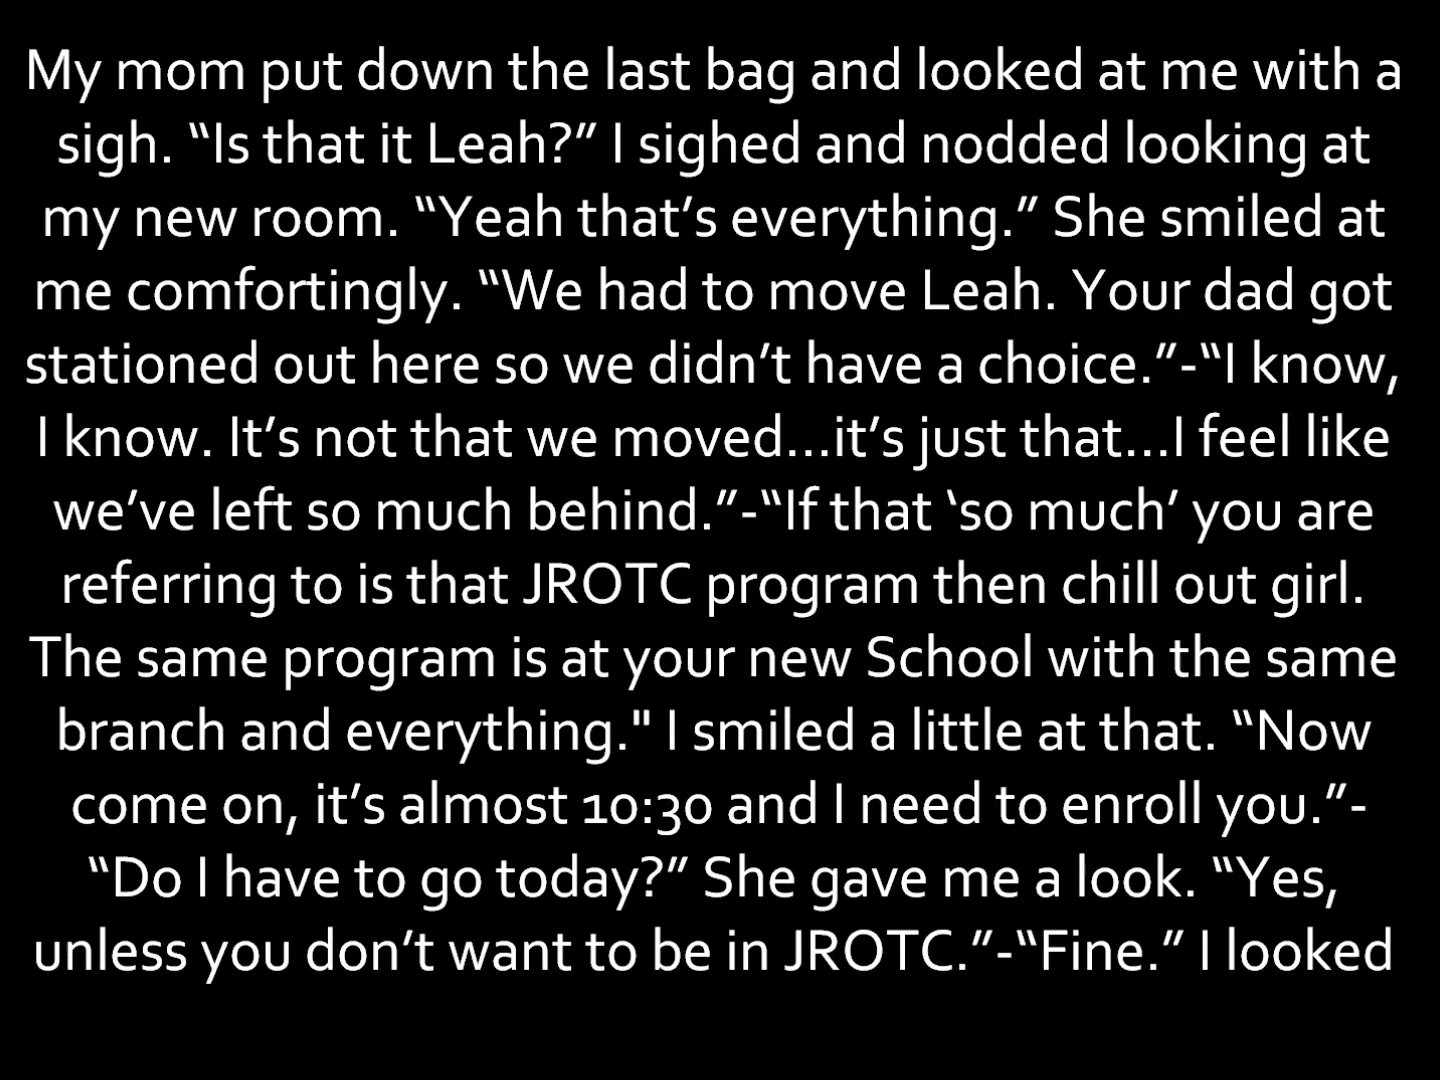 My mom put down the last bag and looked at me with a
sigh. “Is that it Leah?” I sighed and nodded looking at
my new room. “Yeah that’s everything.” She smiled at
me comfortingly. “We had to move Leah. Your dad got
stationed out here so we didn’t have a choice.”-“I know,
I know. It’s not that we moved…it’s just that…I feel like
we’ve left so much behind.”-“If that ‘so much’ you are
referring to is that JROTC program then chill out girl.
The same program is at your new School with the same
branch and everything." I smiled a little at that. “Now
come on, it’s almost 10:30 and I need to enroll you.”-
“Do I have to go today?” She gave me a look. “Yes,
unless you don’t want to be in JROTC.”-“Fine.” I looked